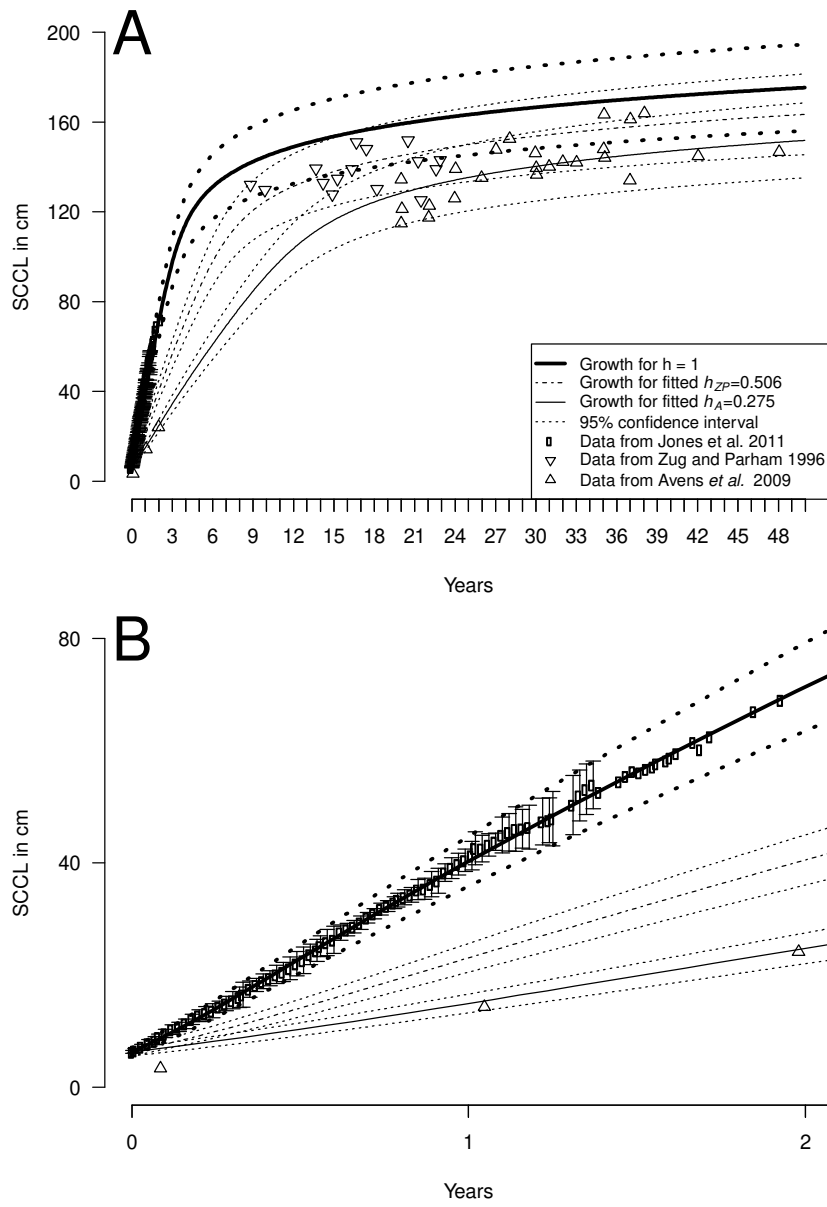 A
200
160
120
80
40
0
SCCL in cm
Growth for h = 1
Growth for fitted hZP=0.506
Growth for fitted hA=0.275
95% confidence interval
Data from Jones et al. 2011
Data from Zug and Parham 1996
Data from Avens et al. 2009
0 3 6 9 12 15 18 21 24 27 30 33 36 39 42 45 48
Years
B
80
40
0
SCCL in cm
0 1 2
Years